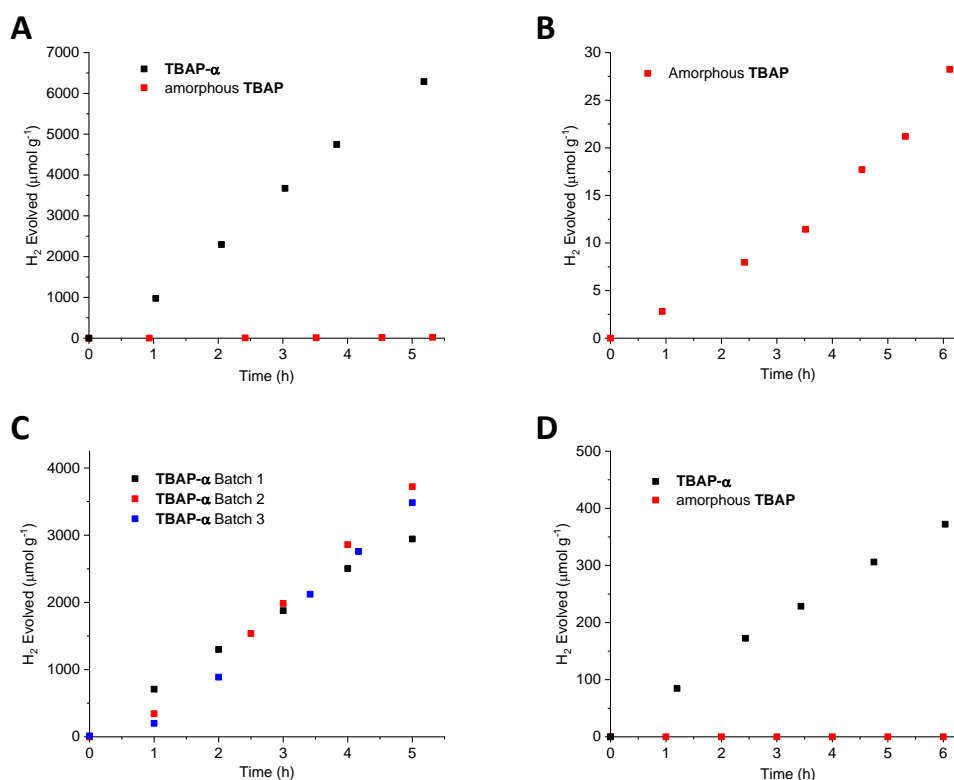 A
TBAP-α
amorphous TBAP
H2 Evolved (μmol g-1)
7000
6000
5000
4000
3000
2000
1000
0
0 1 2 3 4 5
Time (h)
B
Amorphous TBAP
H2 Evolved (μmol g-1)
30
25
20
15
10
5
0
0 1 2 3 4 5 6
Time (h)
C
TBAP-α Batch 1
TBAP-α Batch 2
TBAP-α Batch 3
H2 Evolved (μmol g-1)
4000
3000
2000
1000
0
0 1 2 3 4 5
Time (h)
D
TBAP-α
amorphous TBAP
H2 Evolved (μmol g-1)
500
400
300
200
100
0
0 1 2 3 4 5 6
Time (h)